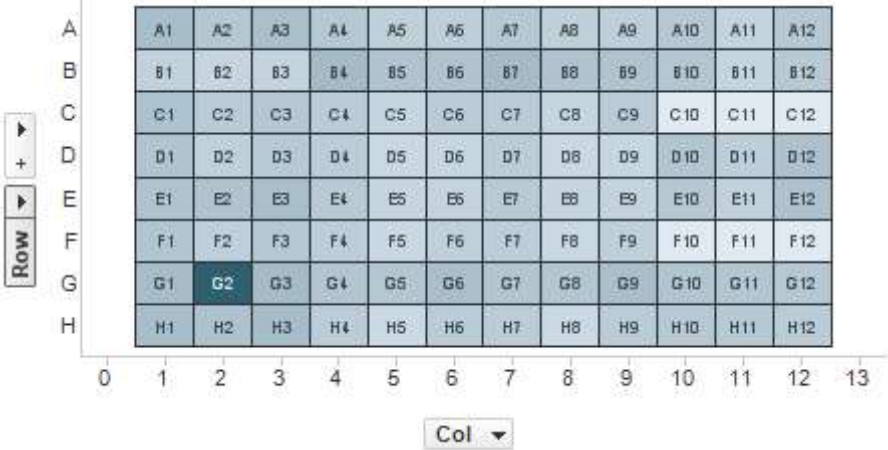 A A1 A2 A3 A4 A5 A6 A7 A8 A9 A10 A11 A12
B B1 B2 B3 B4 B5 B6 B7 B8 B9 B10 B11 B12
C C1 C2 C3 C4 C5 C6 C7 C8 C9 C10 C11 C12
D D1 D2 D3 D4 D5 D6 D7 D8 D9 D10 D11 D12
+
E E1 E2 E3 E4 E5 E6 E7 E8 E9 E10 E11 E12
Row
F F1 F2 F3 F4 F5 F6 F7 F8 F9 F10 F11 F12
G G1 G2 G3 G4 G5 G6 G7 G8 G9 G10 G11 G12
H H1 H2 H3 H4 H5 H6 H7 H8 H9 H10 H11 H12
0 1 2 3 4 5 6 7 8 9 10 11 12 13
Col